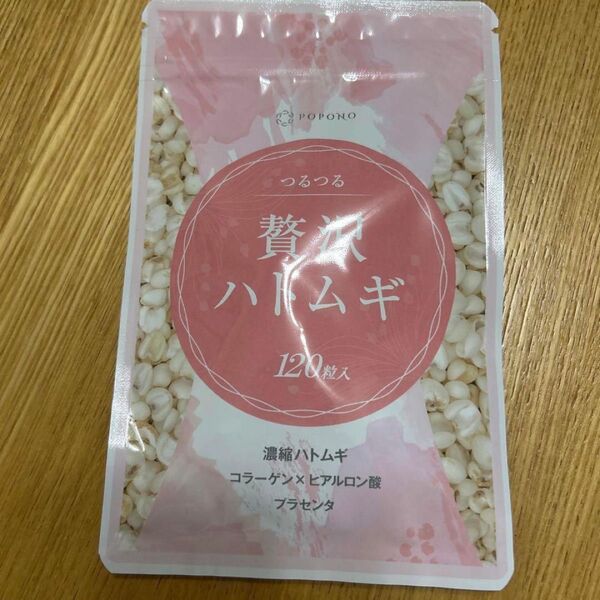 POPONO
つるつる
贅沢
ハトムギ
120粒入
濃縮ハトムギ
コラーゲン×ヒアルロン酸
プラセンタ